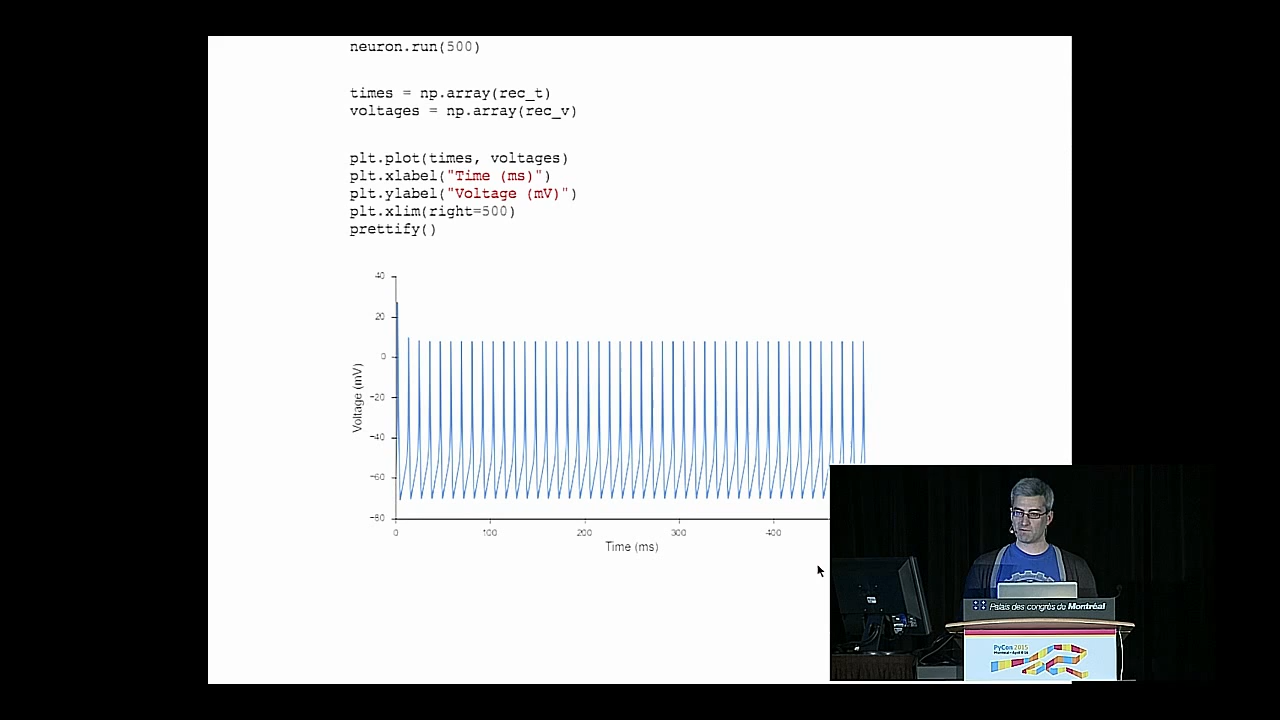 neuron.run(500)
times = np.array(rec_t)
voltages = np.array(rec_v)
plt.plot(times, voltages)
plt.xlabel("Time (ms)")
plt.ylabel("Voltage (mV)")
plt.xlim(right=500)
prettify()
40
20
0
−20
−40
−60
−80
Voltage (mV)
0 100 200 300 400
Time (ms)
Palais des congrès de Montréal
PyCon 2015